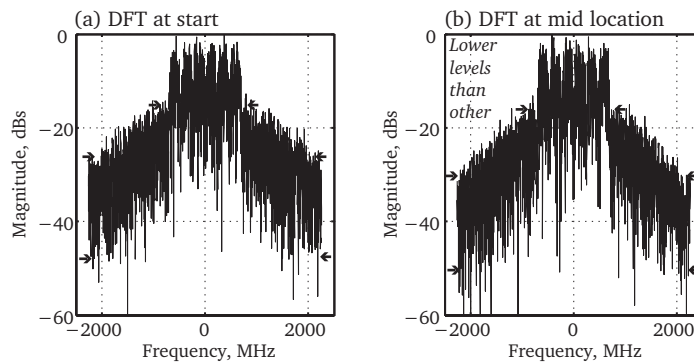 (a) DFT at start
0
−20
−40
−60
Magnitude, dBs
−2000
0
2000
Frequency, MHz
(b) DFT at mid location
Lower
levels
than
other
0
−20
−40
−60
Magnitude, dBs
−2000
0
2000
Frequency, MHz